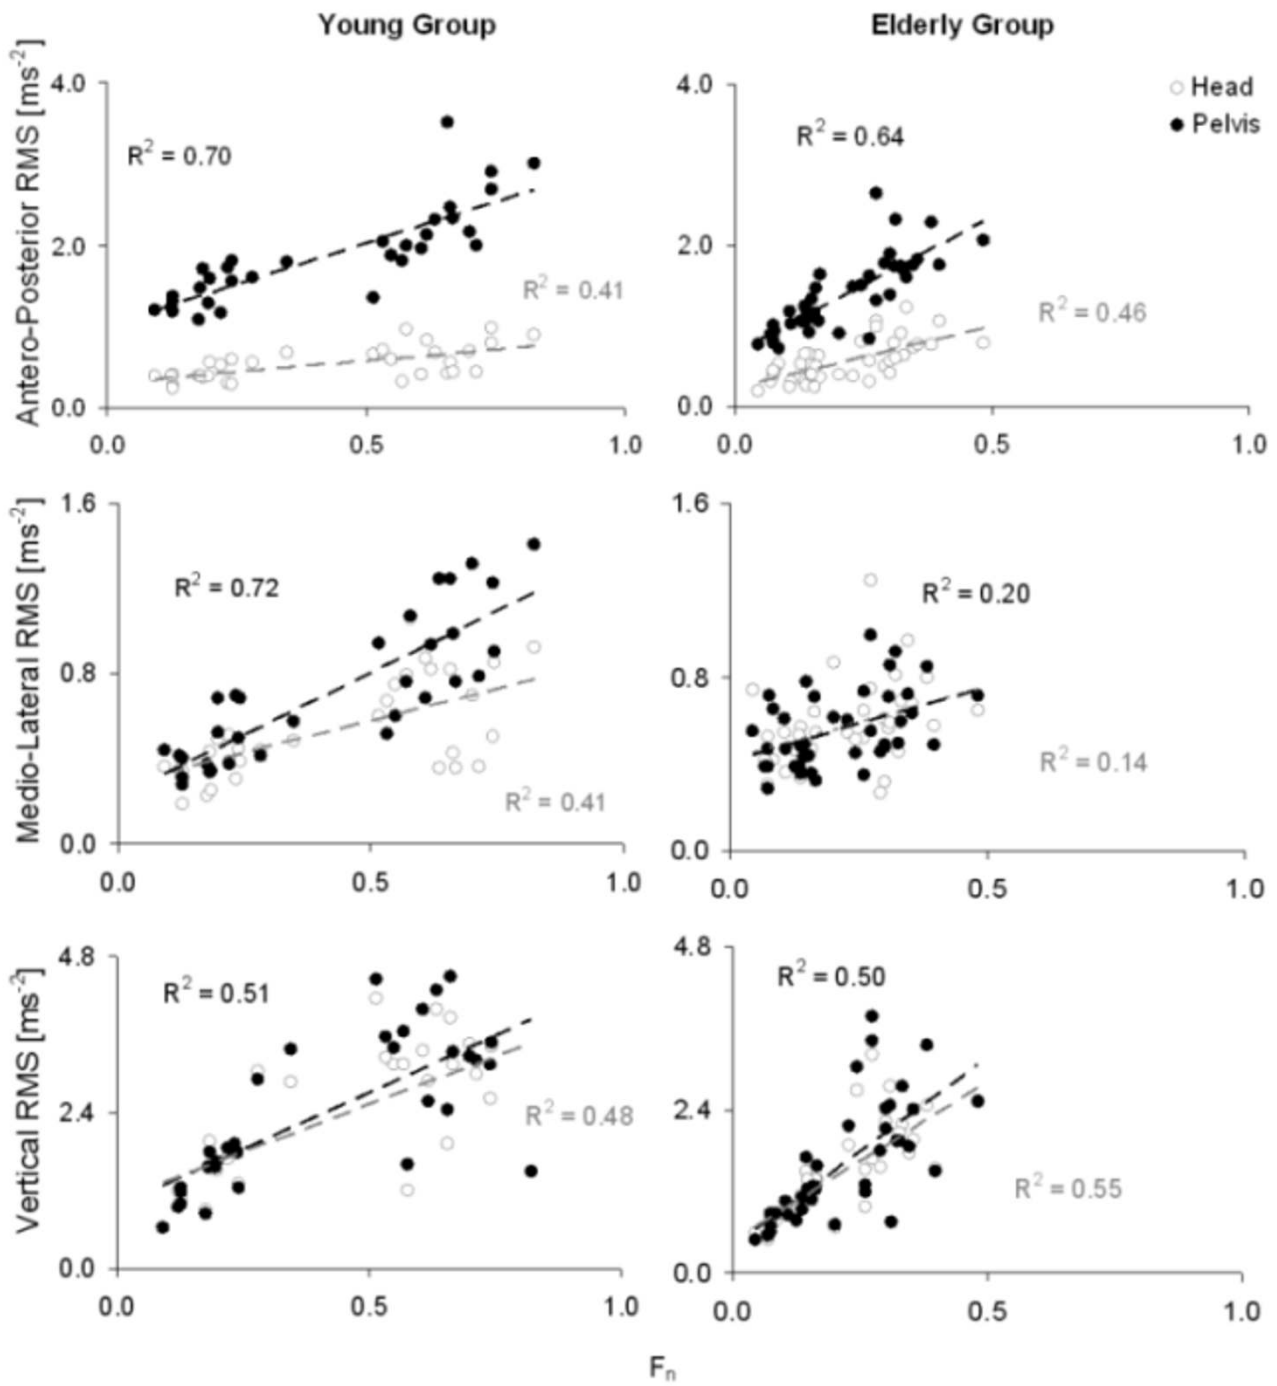 Young Group
Elderly Group
Antero-Posterior RMS [ms⁻²]
4.0
2.0
0.0
R² = 0.70
R² = 0.41
0.0
0.5
1.0
4.0
2.0
0.0
R² = 0.64
R² = 0.46
Head
Pelvis
0.0
0.5
1.0
Medio-Lateral RMS [ms⁻²]
1.6
0.8
0.0
R² = 0.72
R² = 0.41
0.0
0.5
1.0
1.6
0.8
0.0
R² = 0.20
R² = 0.14
0.0
0.5
1.0
Vertical RMS [ms⁻²]
4.8
2.4
0.0
R² = 0.51
R² = 0.48
0.0
0.5
1.0
4.8
2.4
0.0
R² = 0.50
R² = 0.55
0.0
0.5
1.0
Fₙ